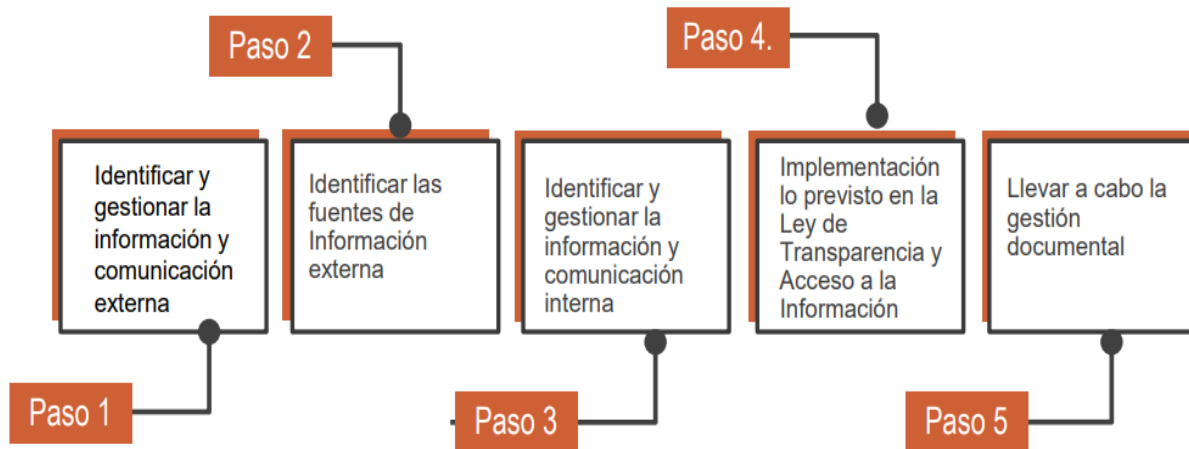 Paso 1
Identificar y
gestionar la
información y
comunicación
externa
Paso 2
Identificar las
fuentes de
Información
externa
Paso 3
Identificar y
gestionar la
información y
comunicación
interna
Paso 4.
Implementación
lo previsto en la
Ley de
Transparencia y
Acceso a la
Información
Paso 5
Llevar a cabo la
gestión
documental